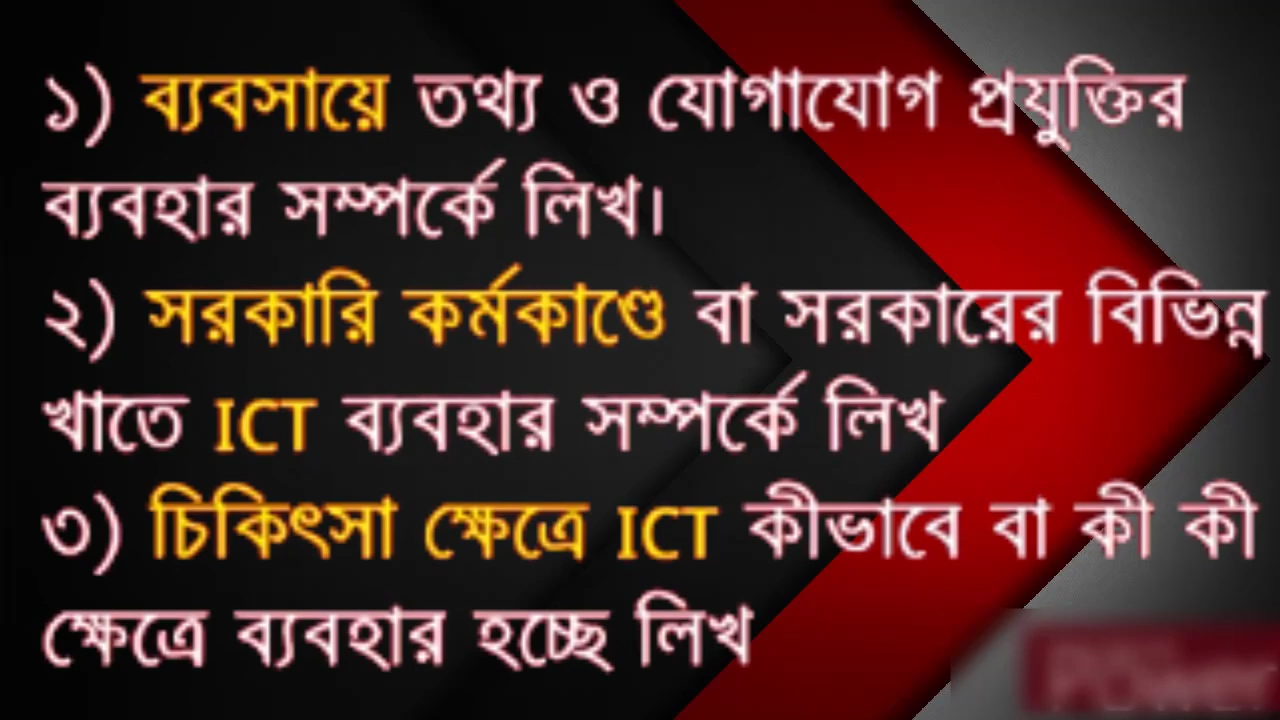 ১) ব্যবসায়ে তথ্য ও যোগাযোগ প্রযুক্তির
ব্যবহার সম্পর্কে লিখ।
২) সরকারি কর্মকাণ্ডে বা সরকারের বিভিন্ন
খাতে ICT ব্যবহার সম্পর্কে লিখ
৩) চিকিৎসা ক্ষেত্রে ICT কীভাবে বা কী কী
ক্ষেত্রে ব্যবহার হচ্ছে লিখ